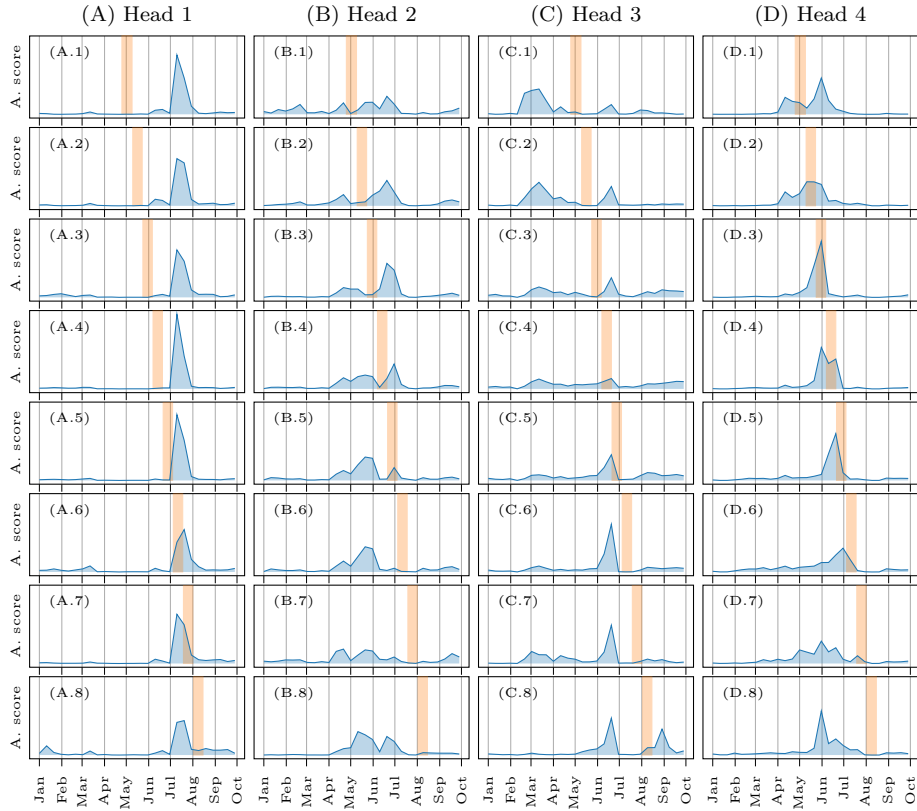 (A) Head 1 (B) Head 2 (C) Head 3 (D) Head 4
A. score (A.1) (B.1) (C.1) (D.1)
A. score (A.2) (B.2) (C.2) (D.2)
A. score (A.3) (B.3) (C.3) (D.3)
A. score (A.4) (B.4) (C.4) (D.4)
A. score (A.5) (B.5) (C.5) (D.5)
A. score (A.6) (B.6) (C.6) (D.6)
A. score (A.7) (B.7) (C.7) (D.7)
A. score (A.8) (B.8) (C.8) (D.8)
Jan Feb Mar Apr May Jun Jul Aug Sep Oct Jan Feb Mar Apr May Jun Jul Aug Sep Oct Jan Feb Mar Apr May Jun Jul Aug Sep Oct Jan Feb Mar Apr May Jun Jul Aug Sep Oct